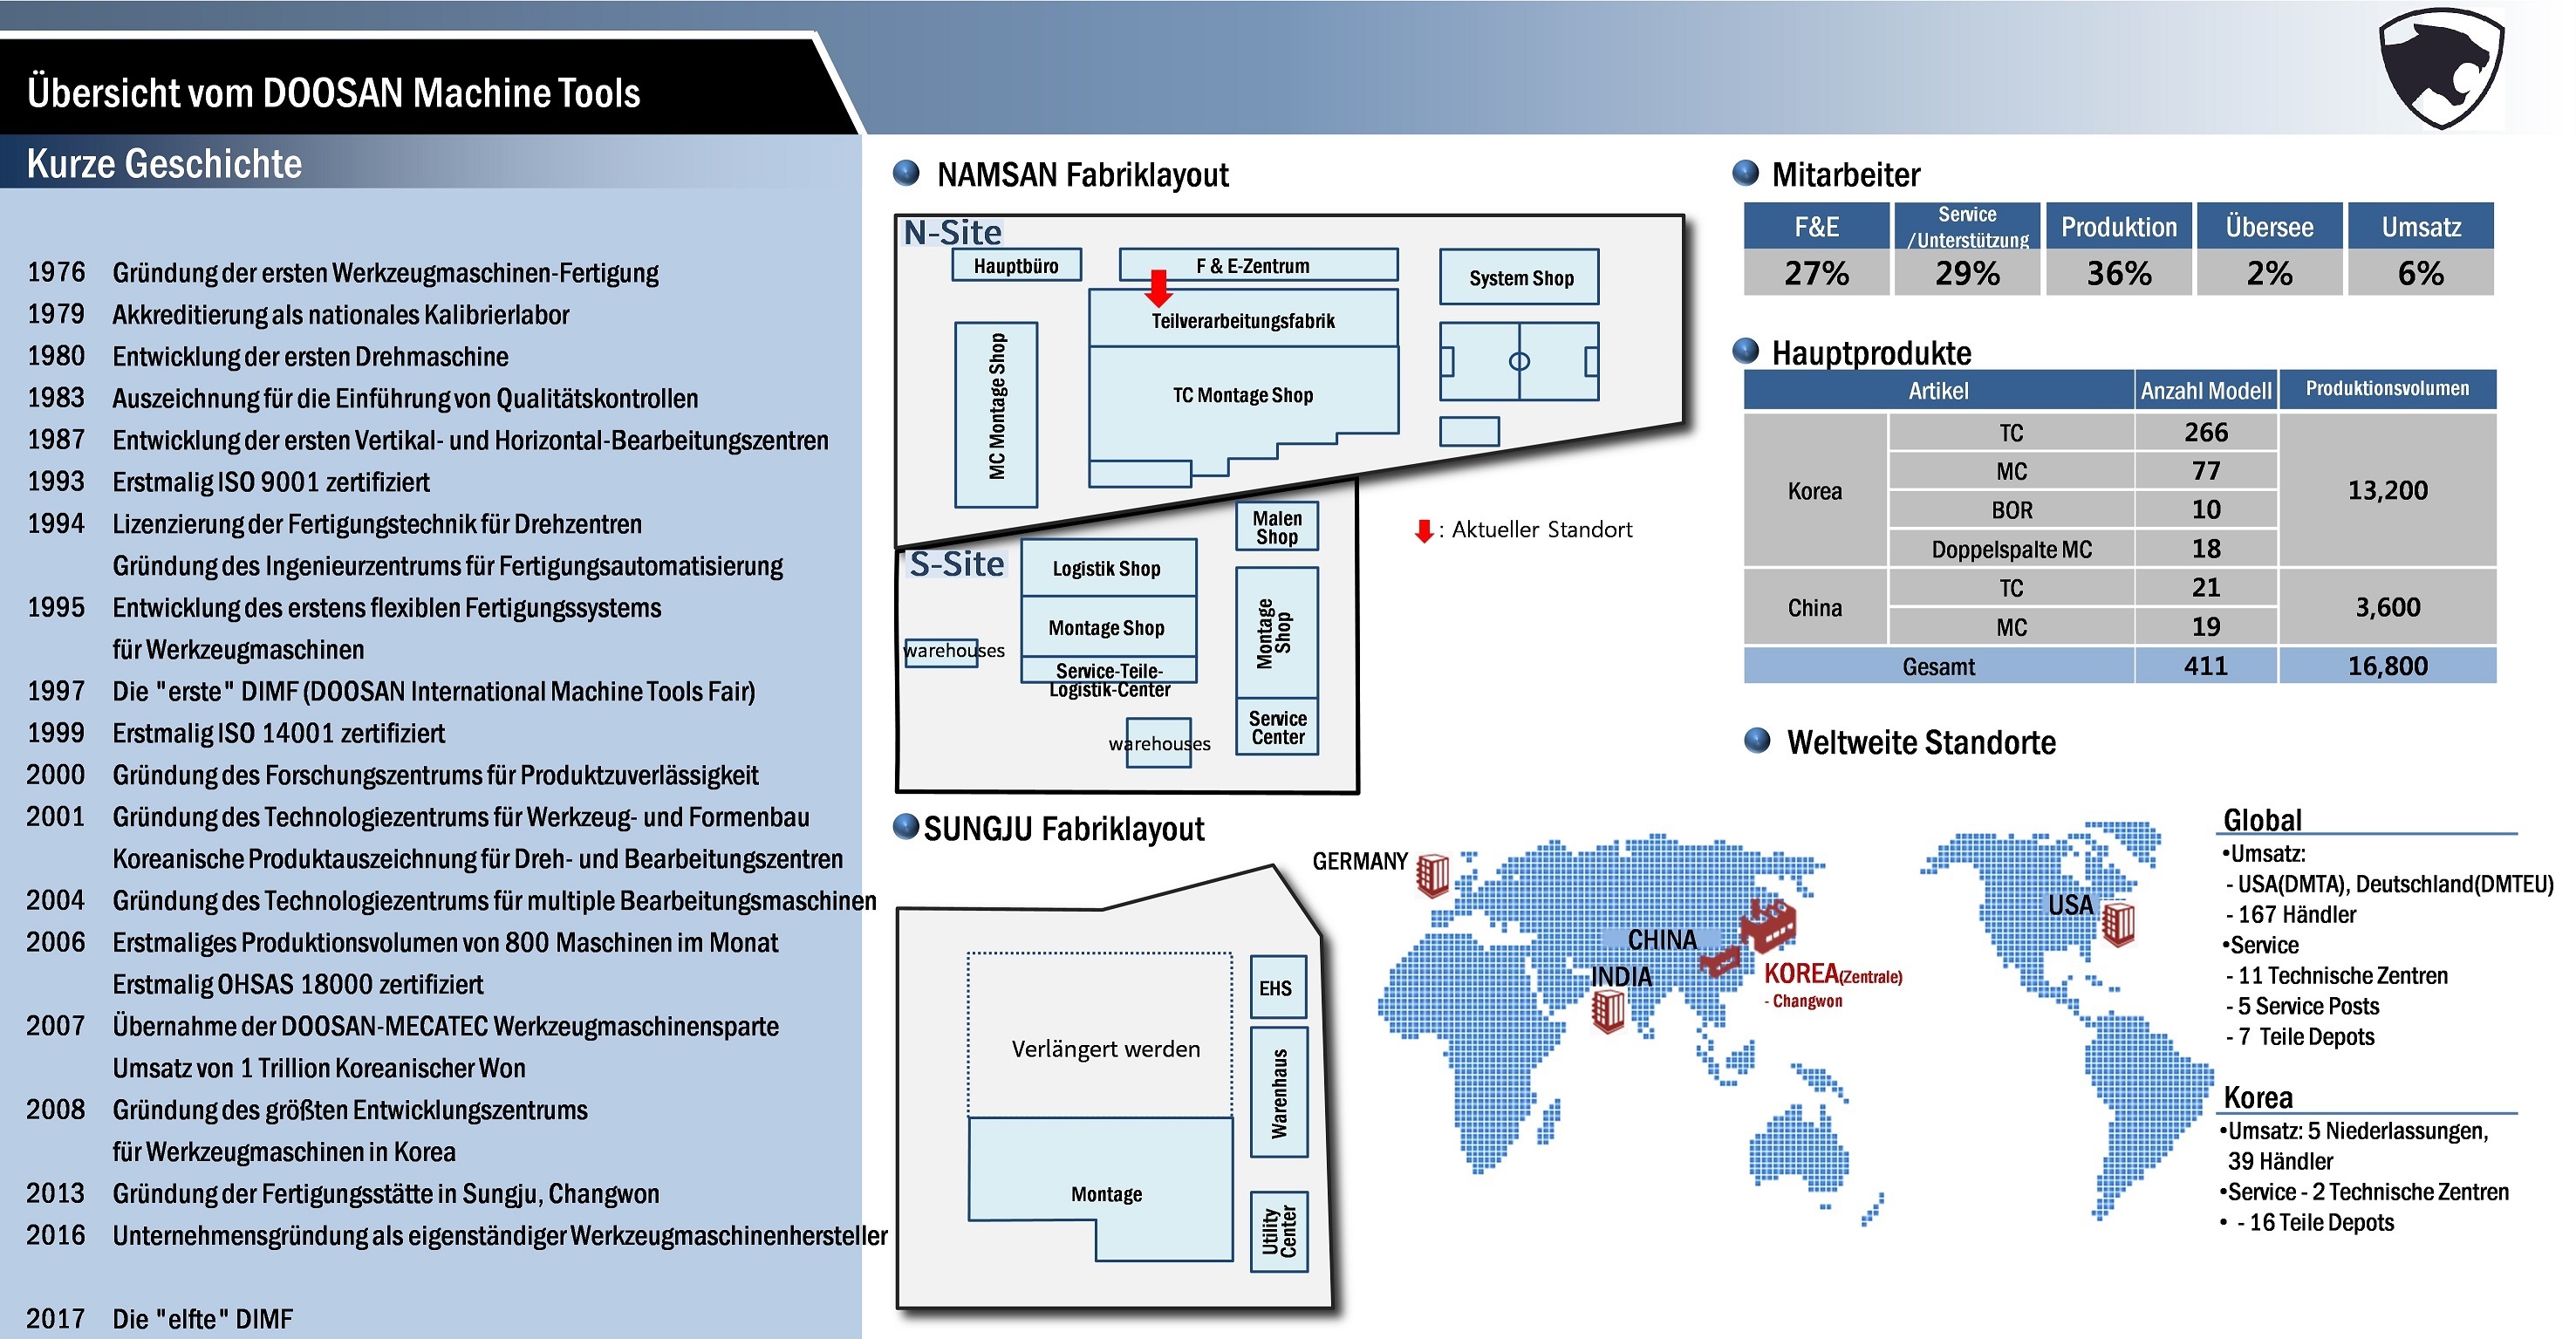 Übersicht vom DOOSAN Machine Tools
Kurze Geschichte
1976 Gründung der ersten Werkzeugmaschinen-Fertigung
1979 Akkreditierung als nationales Kalibrierlabor
1980 Entwicklung der ersten Drehmaschine
1983 Auszeichnung für die Einführung von Qualitätskontrollen
1987 Entwicklung der ersten Vertikal- und Horizontal-Bearbeitungszentren
1993 Erstmalig ISO 9001 zertifiziert
1994 Lizenzierung der Fertigungstechnik für Drehzentren
Gründung des Ingenieurzentrums für Fertigungsautomatisierung
1995 Entwicklung des erstens flexiblen Fertigungssystems
für Werkzeugmaschinen
1997 Die "erste" DIMF (DOOSAN International Machine Tools Fair)
1999 Erstmalig ISO 14001 zertifiziert
2000 Gründung des Forschungszentrums für Produktzuverlässigkeit
2001 Gründung des Technologiezentrums für Werkzeug- und Formenbau
Koreanische Produktauszeichnung für Dreh- und Bearbeitungszentren
2004 Gründung des Technologiezentrums für multiple Bearbeitungsmaschinen
2006 Erstmaliges Produktionsvolumen von 800 Maschinen im Monat
Erstmalig OHSAS 18000 zertifiziert
2007 Übernahme der DOOSAN-MECATEC Werkzeugmaschinensparte
Umsatz von 1 Trillion Koreanischer Won
2008 Gründung des größten Entwicklungszentrums
für Werkzeugmaschinen in Korea
2013 Gründung der Fertigungsstätte in Sungju, Changwon
2016 Unternehmensgründung als eigenständiger Werkzeugmaschinenhersteller
2017 Die "elfte" DIMF
NAMSAN Fabriklayout
N-Site
Hauptbüro
F & E-Zentrum
System Shop
Teilverarbeitungsfabrik
MC Montage Shop
TC Montage Shop
: Aktueller Standort
S-Site
Malen
Shop
Logistik Shop
Montage Shop
Montage
Shop
warehouses
Service-Teile-
Logistik-Center
Service
Center
warehouses
SUNGJU Fabriklayout
EHS
Verlängert werden
Warenhaus
Montage
Utility
Center
Mitarbeiter
F&E Service /Unterstützung Produktion Übersee Umsatz
27% 29% 36% 2% 6%
Hauptprodukte
Artikel Anzahl Modell Produktionsvolumen
Korea TC 266 13,200
MC 77
BOR 10
Doppelspalte MC 18
China TC 21 3,600
MC 19
Gesamt 411 16,800
Weltweite Standorte
GERMANY
CHINA
INDIA
KOREA(Zentrale)
- Changwon
USA
Global
•Umsatz:
- USA(DMTA), Deutschland(DMTEU)
- 167 Händler
•Service
- 11 Technische Zentren
- 5 Service Posts
- 7 Teile Depots
Korea
•Umsatz: 5 Niederlassungen,
39 Händler
•Service - 2 Technische Zentren
• - 16 Teile Depots